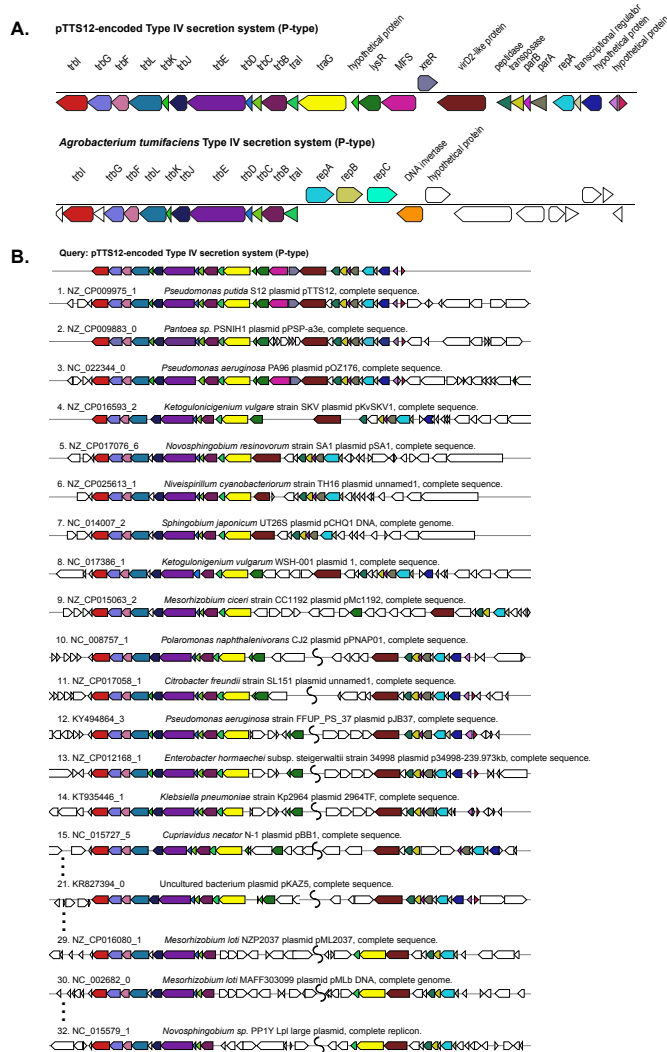 A.
pTTS12-encoded Type IV secretion system (P-type)
trbI trbG trbF trbL trbK trbJ trbE trbD trbC trbB traI traG hypothetical protein lysR MFS xreR virD2-like protein peptidase transposase parB parA repA transcriptional regulator hypothetical protein hypothetical protein
Agrobacterium tumifaciens Type IV secretion system (P-type)
trbI trbG trbF trbL trbK trbJ trbE trbD trbC trbB traI repA repB repC DNA invertase hypothetical protein
B.
Query: pTTS12-encoded Type IV secretion system (P-type)
1. NZ_CP009975_1 Pseudomonas putida S12 plasmid pTTS12, complete sequence.
2. NZ_CP009883_0 Pantoea sp. PSNIH1 plasmid pPSP-a3e, complete sequence.
3. NC_022344_0 Pseudomonas aeruginosa PA96 plasmid pOZ176, complete sequence.
4. NZ_CP016593_2 Ketogulonicigenium vulgare strain SKV plasmid pKvSKV1, complete sequence.
5. NZ_CP017076_6 Novosphingobium resinovorum strain SA1 plasmid pSA1, complete sequence.
6. NZ_CP025613_1 Niveispirillum cyanobacteriorum strain TH16 plasmid unnamed1, complete sequence.
7. NC_014007_2 Sphingobium japonicum UT26S plasmid pCHQ1 DNA, complete genome.
8. NC_017386_1 Ketogulonigenium vulgarum WSH-001 plasmid 1, complete sequence.
9. NZ_CP015063_2 Mesorhizobium ciceri strain CC1192 plasmid pMc1192, complete sequence.
10. NC_008757_1 Polaromonas naphthalenivorans CJ2 plasmid pPNAP01, complete sequence.
11. NZ_CP017058_1 Citrobacter freundii strain SL151 plasmid unnamed1, complete sequence.
12. KY494864_3 Pseudomonas aeruginosa strain FFUP_PS_37 plasmid pJB37, complete sequence.
13. NZ_CP012168_1 Enterobacter hormaechei subsp. steigerwaltii strain 34998 plasmid p34998-239.973kb, complete sequence.
14. KT935446_1 Klebsiella pneumoniae strain Kp2964 plasmid 2964TF, complete sequence.
15. NC_015727_5 Cupriavidus necator N-1 plasmid pBB1, complete sequence.
21. KR827394_0 Uncultured bacterium plasmid pKAZ5, complete sequence.
29. NZ_CP016080_1 Mesorhizobium loti NZP2037 plasmid pML2037, complete sequence.
30. NC_002682_0 Mesorhizobium loti MAFF303099 plasmid pMLb DNA, complete genome.
32. NC_015579_1 Novosphingobium sp. PP1Y Lpl large plasmid, complete replicon.